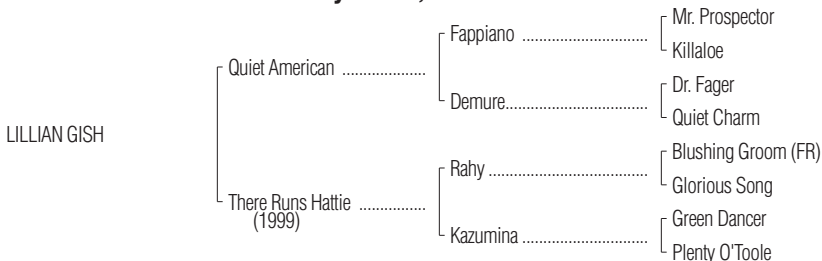 Mr. Prospector
Fappiano ......................................
Killaloe
Quiet American .....................
Dr. Fager
Demure...........................................
Quiet Charm
LILLIAN GISH
Blushing Groom (FR)
Rahy ................................................
Glorious Song
There Runs Hattie .................
(1999)
Green Dancer
Kazumina ......................................
Plenty O'Toole